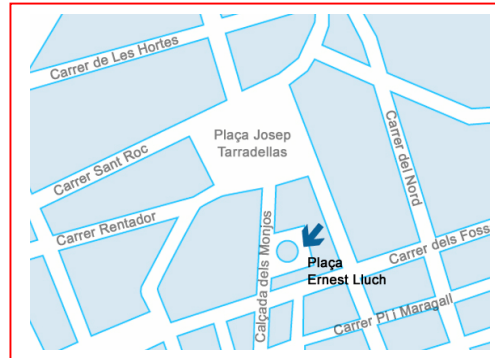 Carrer de Les Hortes
Plaça Josep
Tarradellas
Carrer Sant Roc
Carrer del Nord
Carrer Rentador
Calçada dels Monjos
Carrer dels Foss
Plaça
Ernest Lluch
Carrer Pi i Maragall